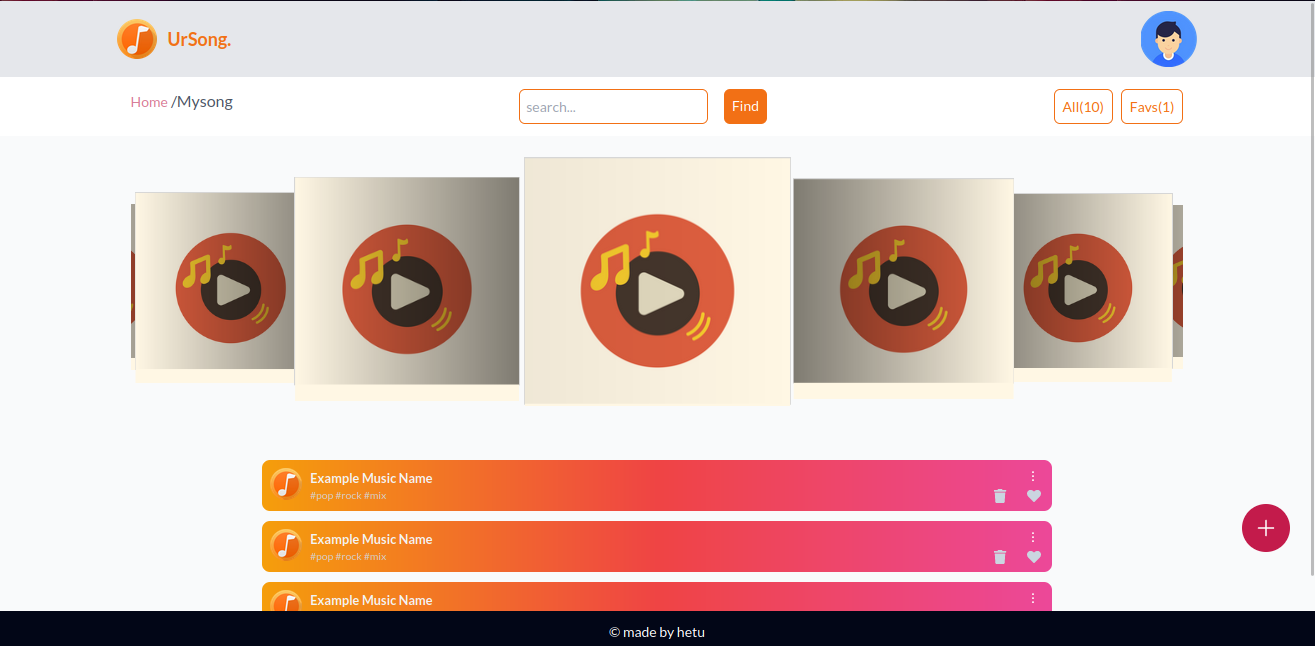 UrSong.
Home /Mysong
search...
Find
All(10)
Favs(1)
Example Music Name
#pop #rock #mix
Example Music Name
#pop #rock #mix
Example Music Name
© made by hetu